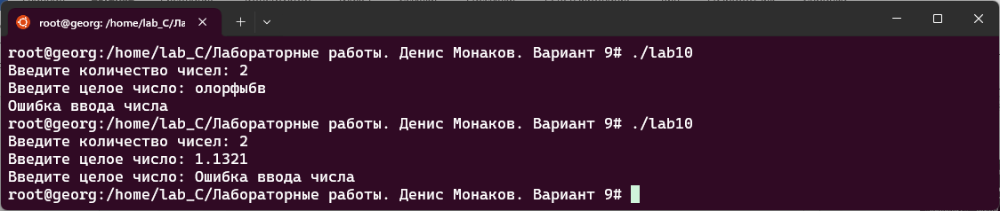 root@georg: /home/lab_C/Ла
root@georg:/home/lab_C/Лабораторные работы. Денис Монаков. Вариант 9# ./lab10
Введите количество чисел: 2
Введите целое число: олорфыбв
Ошибка ввода числа
root@georg:/home/lab_C/Лабораторные работы. Денис Монаков. Вариант 9# ./lab10
Введите количество чисел: 2
Введите целое число: 1.1321
Введите целое число: Ошибка ввода числа
root@georg:/home/lab_C/Лабораторные работы. Денис Монаков. Вариант 9#